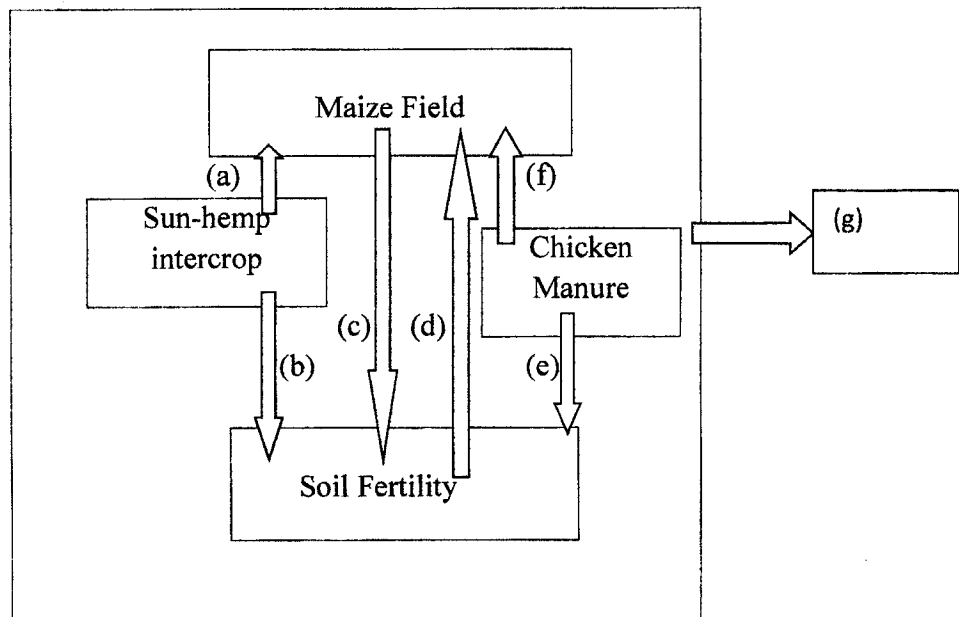 Maize Field
(a)
(f)
Sun-hemp
intercrop
(g)
Chicken
Manure
(b)
(c)
(d)
(e)
Soil Fertility